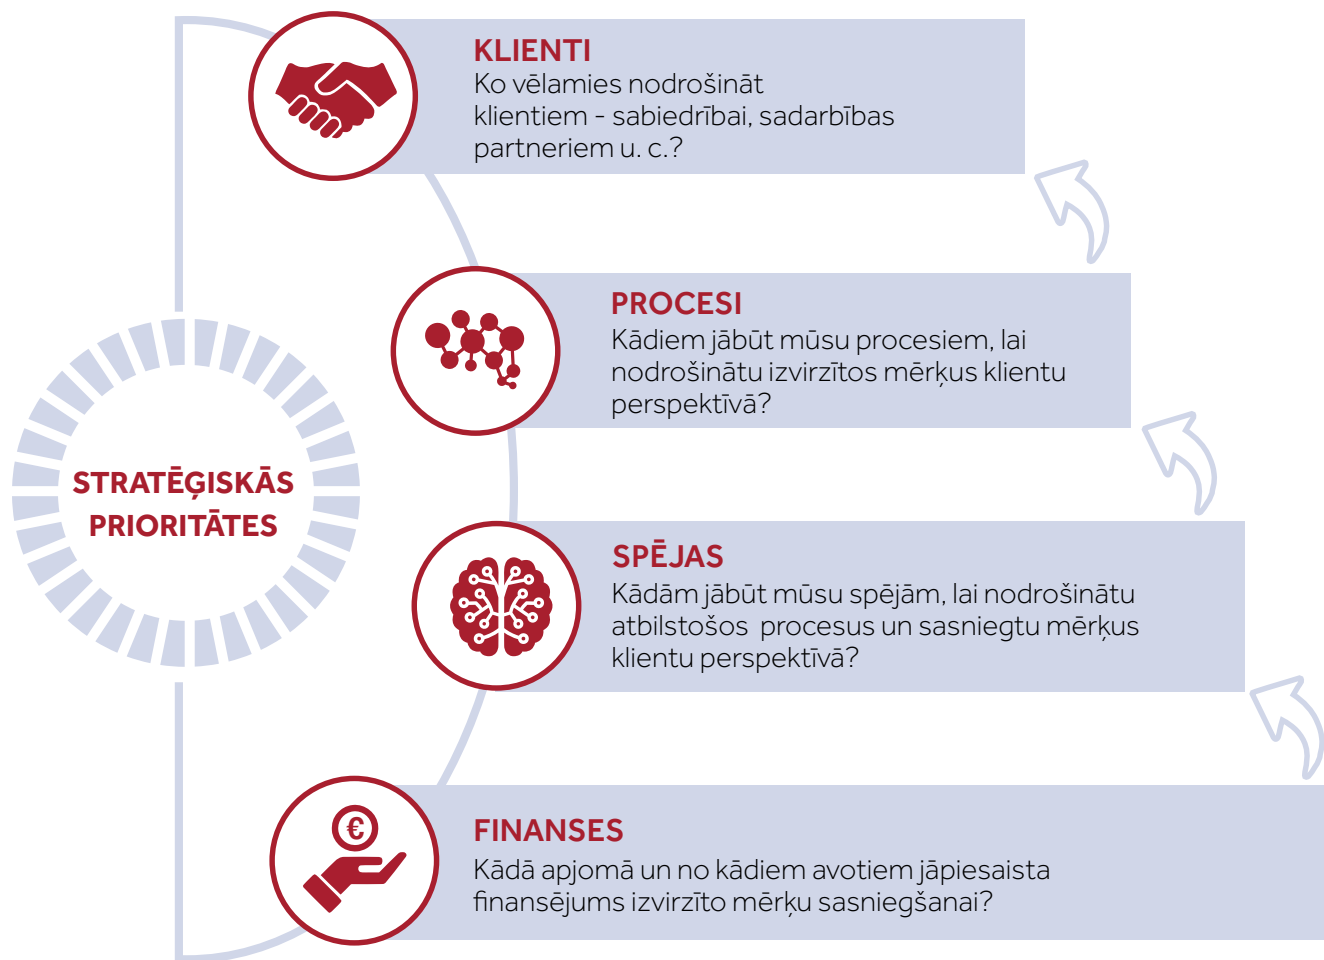 KLIENTI
Ko vēlamies nodrošināt
klientiem - sabiedrībai, sadarbības
partneriem u. c.?
PROCESI
Kādiem jābūt mūsu procesiem, lai
nodrošinātu izvirzītos mērķus klientu
perspektīvā?
STRATĒĢISKĀS
PRIORITĀTES
SPĒJAS
Kādām jābūt mūsu spējām, lai nodrošinātu
atbilstošos  procesus un sasniegtu mērķus
klientu perspektīvā?
€
FINANSES
Kādā apjomā un no kādiem avotiem jāpiesaista
finansējums izvirzīto mērķu sasniegšanai?